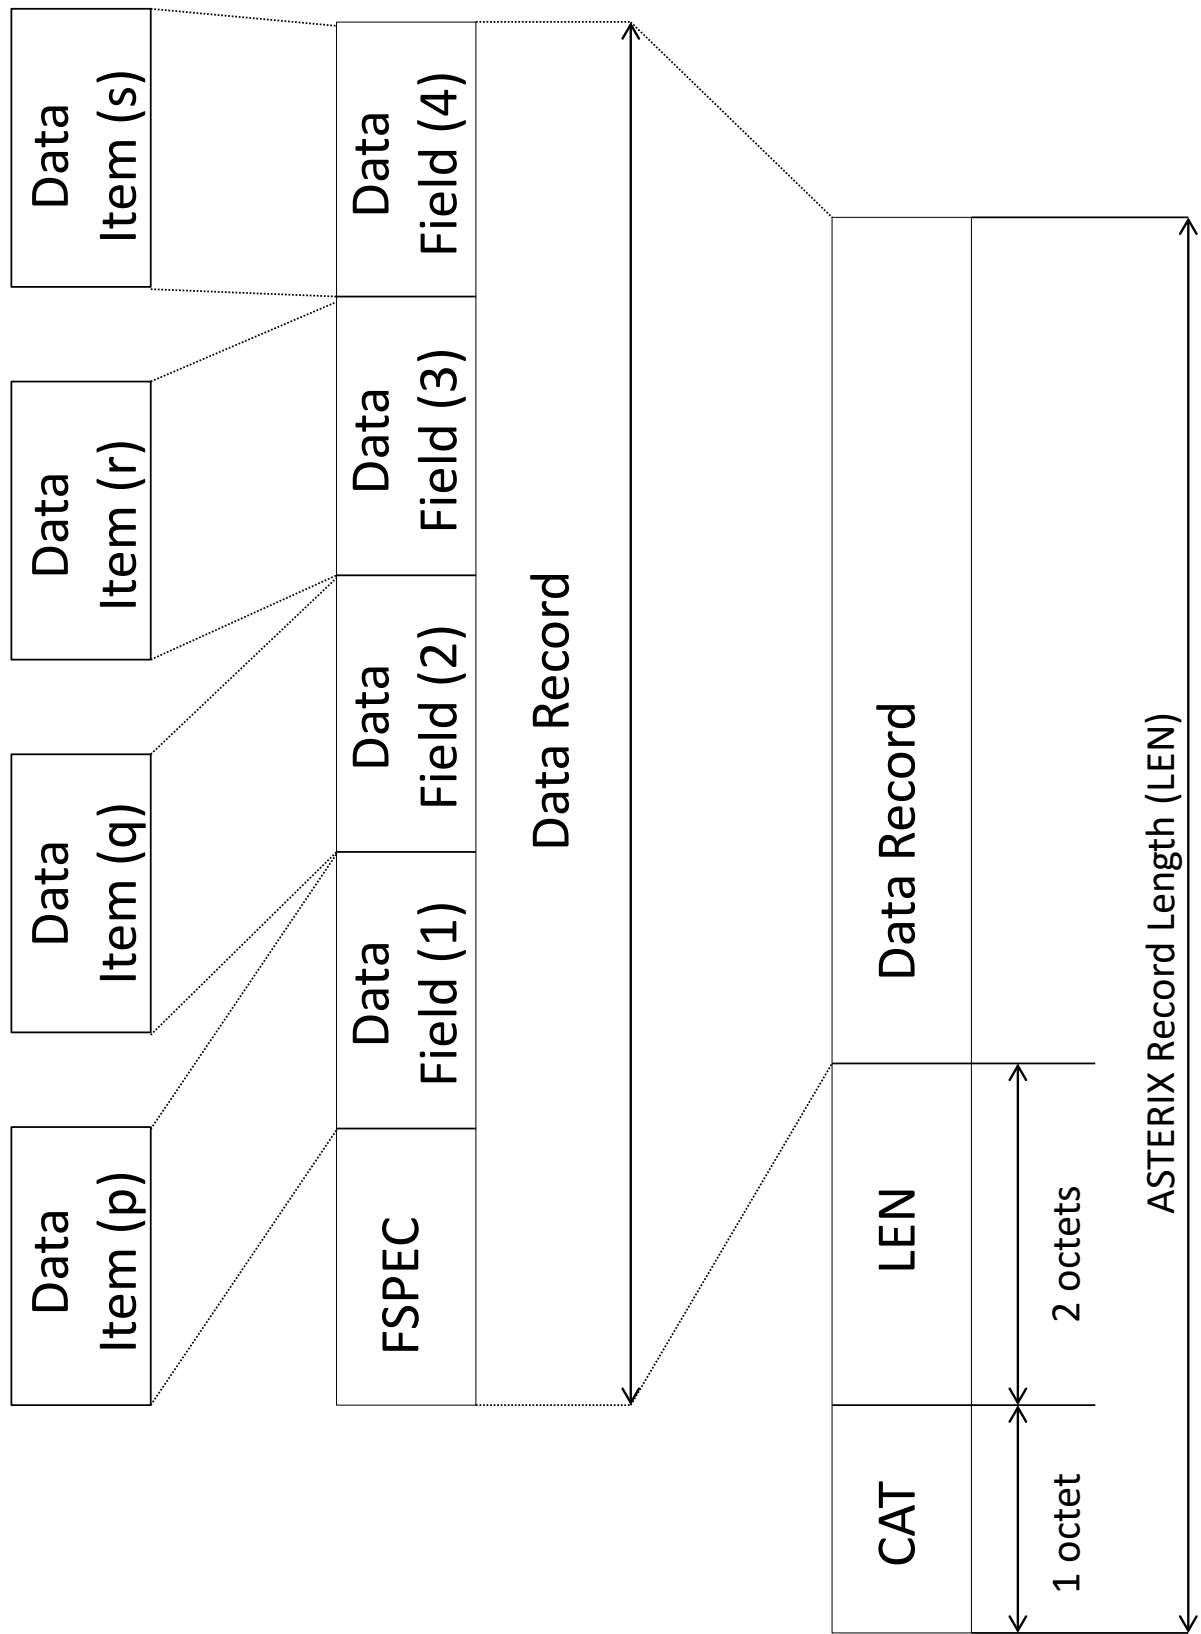 Data
Item (p)
Data
Item (q)
Data
Item (r)
Data
Item (s)
FSPEC
Data
Field (1)
Data
Field (2)
Data
Field (3)
Data
Field (4)
Data Record
CAT
LEN
Data Record
1 octet
2 octets
ASTERIX Record Length (LEN)